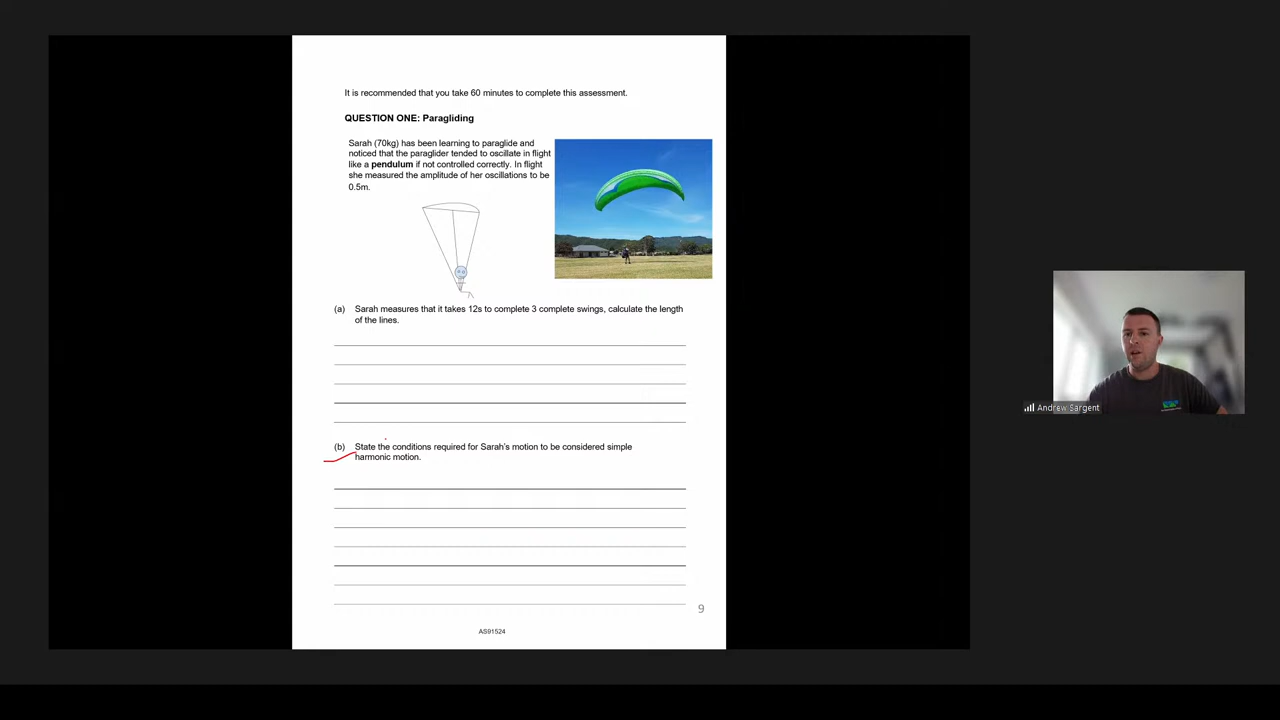 It is recommended that you take 60 minutes to complete this assessment.
QUESTION ONE: Paragliding
Sarah (70kg) has been learning to paraglide and
noticed that the paraglider tended to oscillate in flight
like a pendulum if not controlled correctly. In flight
she measured the amplitude of her oscillations to be
0.5m.
(a) Sarah measures that it takes 12s to complete 3 complete swings, calculate the length
of the lines.
(b) State the conditions required for Sarah's motion to be considered simple
harmonic motion.
9
AS91524
Andrew Sargent